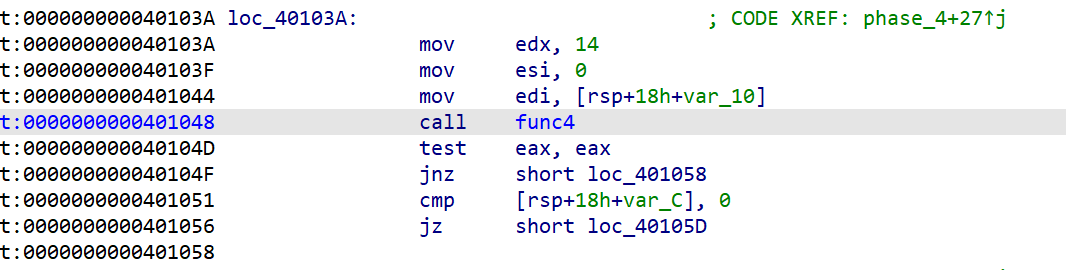 t:000000000040103A loc_40103A: ; CODE XREF: phase_4+27↑j
t:000000000040103A mov edx, 14
t:000000000040103F mov esi, 0
t:0000000000401044 mov edi, [rsp+18h+var_10]
t:0000000000401048 call func4
t:000000000040104D test eax, eax
t:000000000040104F jnz short loc_401058
t:0000000000401051 cmp [rsp+18h+var_C], 0
t:0000000000401056 jz short loc_40105D
t:0000000000401058